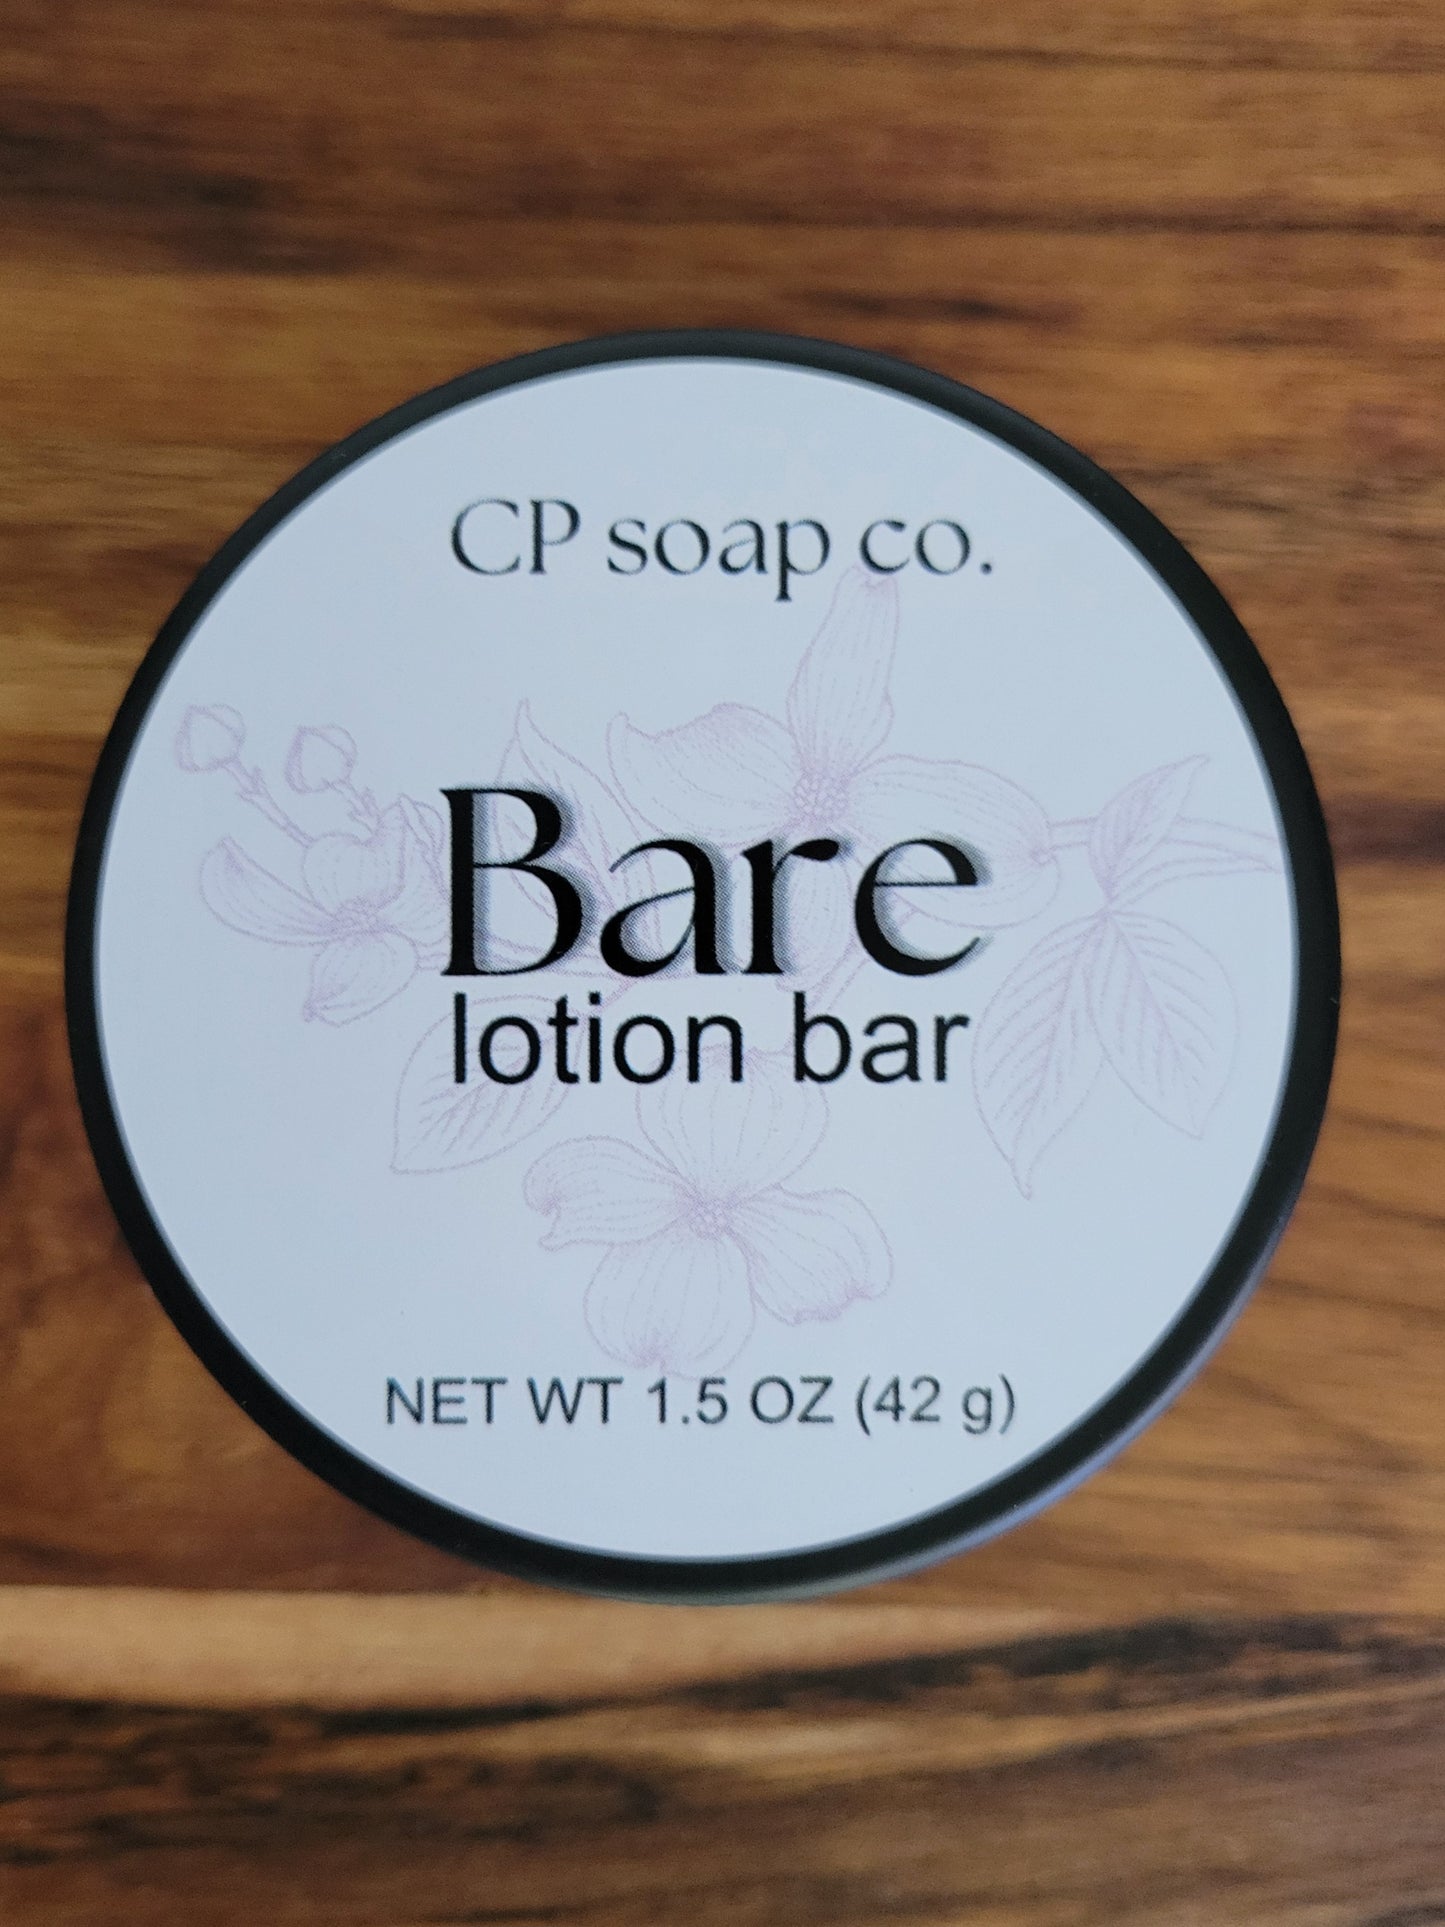 CP soap co.
Bare
lotion bar
NET WT 1.5 OZ (42 g)